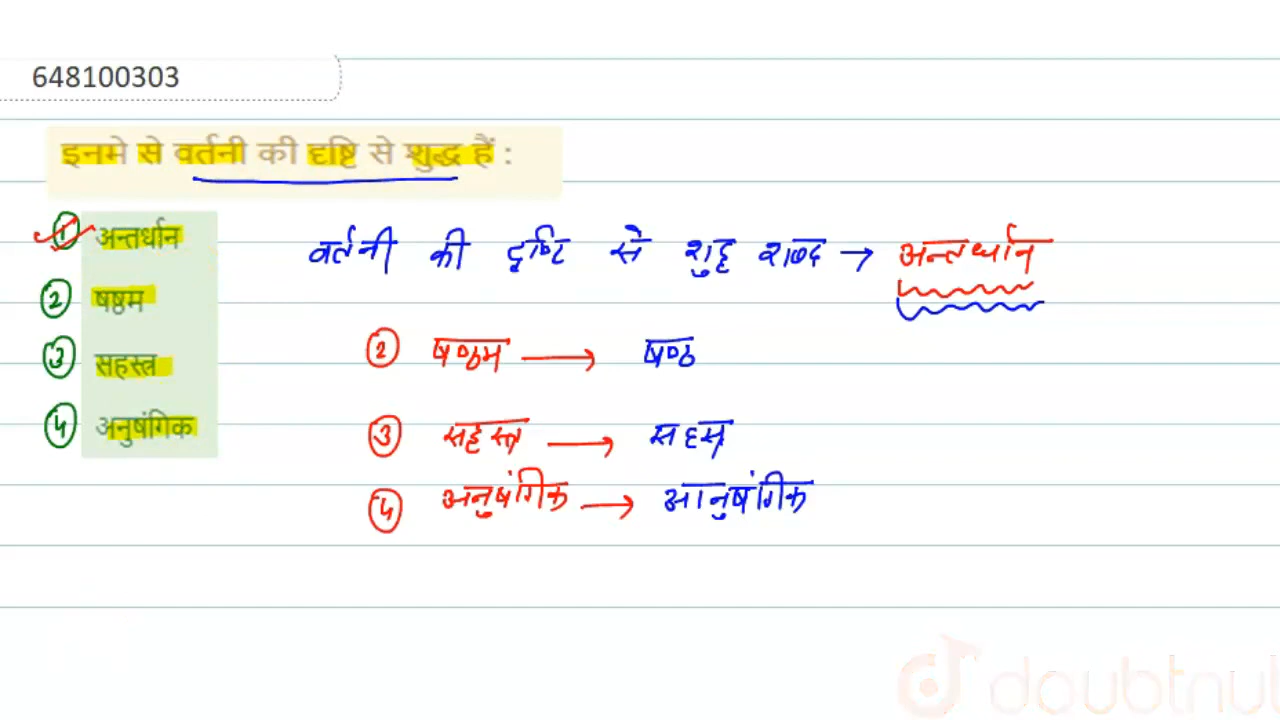 648100303
इनमे से वर्तनी की दृष्टि से शुद्ध हैं :
1 अन्तर्धान
2 षष्ठम
3 सहस्त्र
4 अनुषंगिक
वर्तनी की दृष्टि से शुद्ध शब्द → अन्तर्धान
2 षष्ठम → षष्ठ
3 सहस्त्र → सहस्र
4 अनुषंगिक → आनुषंगिक
doubtnut